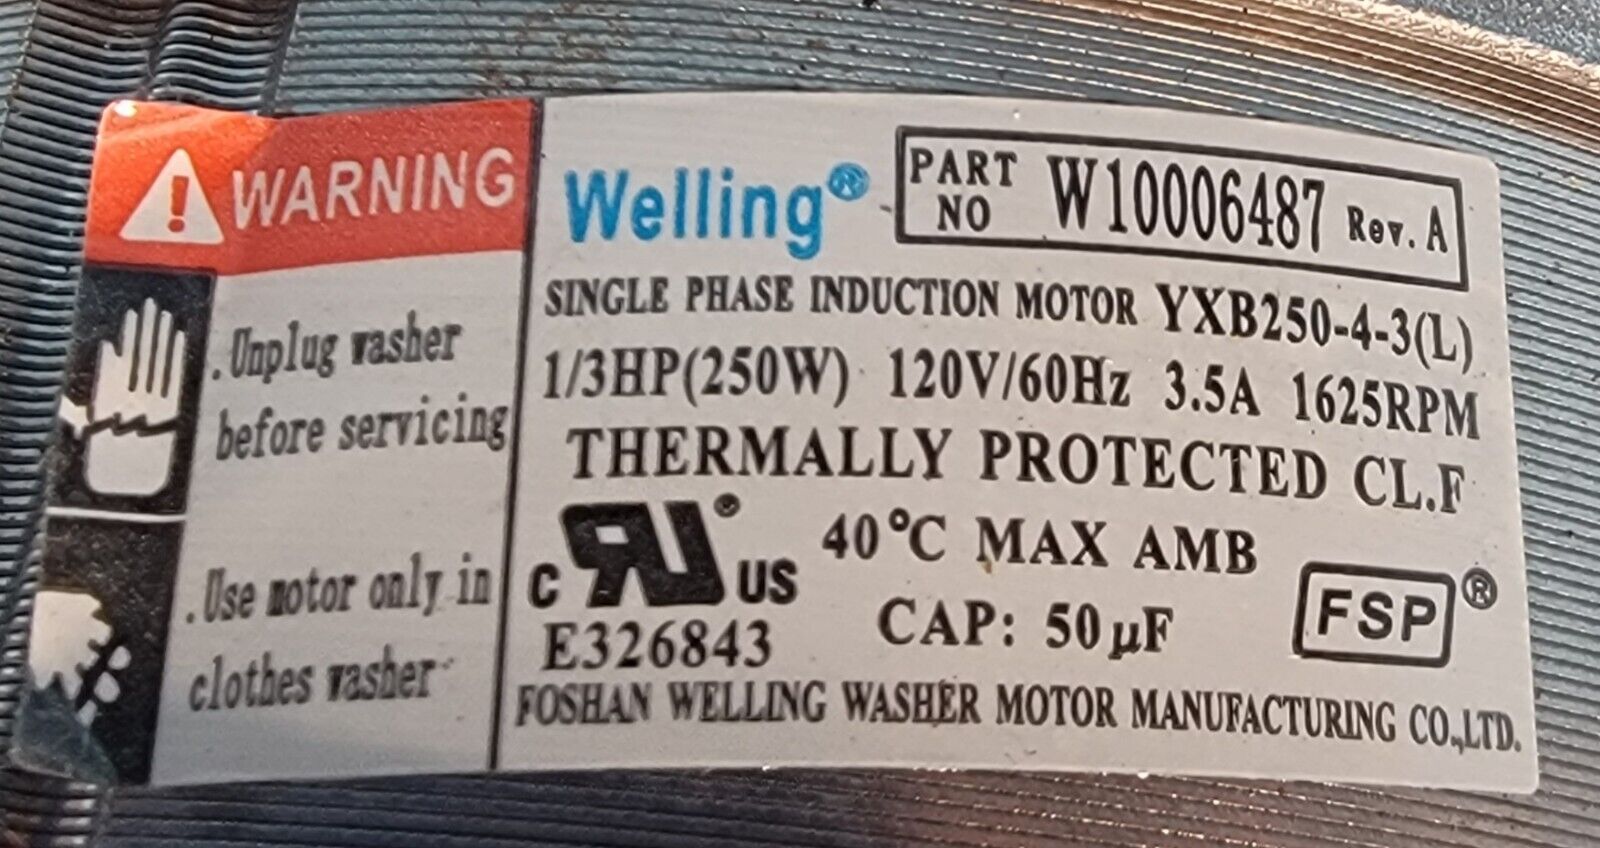 WARNING
.Unplug washer
before servicing
.Use motor only in
clothes washer
Welling®
PART NO W10006487 Rev. A
SINGLE PHASE INDUCTION MOTOR YXB250-4-3(L)
1/3HP(250W) 120V/60Hz 3.5A 1625RPM
THERMALLY PROTECTED CL.F
c RU® US 40°C MAX AMB
E326843 CAP: 50μF FSP®
FOSHAN WELLING WASHER MOTOR MANUFACTURING CO.,LTD.